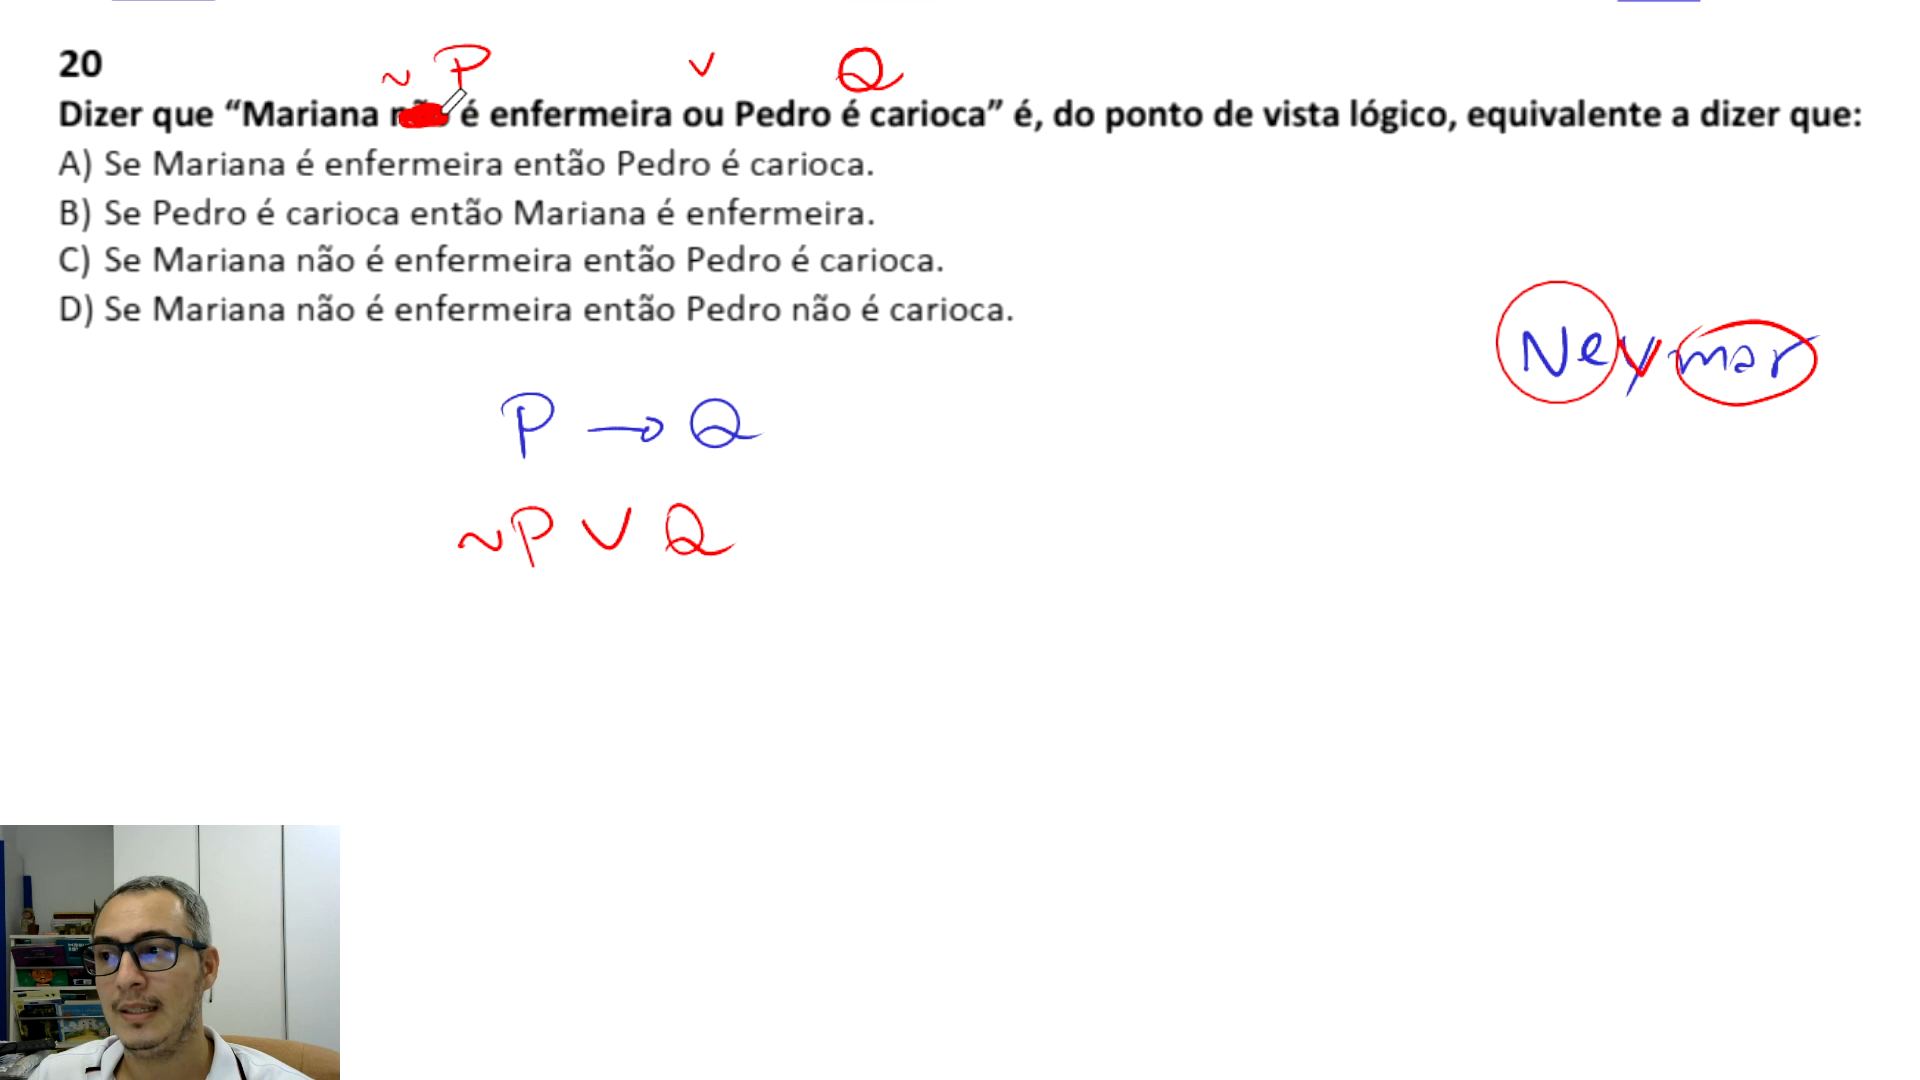 20
~ P v Q
Dizer que “Mariana não é enfermeira ou Pedro é carioca” é, do ponto de vista lógico, equivalente a dizer que:
A) Se Mariana é enfermeira então Pedro é carioca.
B) Se Pedro é carioca então Mariana é enfermeira.
C) Se Mariana não é enfermeira então Pedro é carioca.
D) Se Mariana não é enfermeira então Pedro não é carioca.
Neymar
P → Q
~P V Q